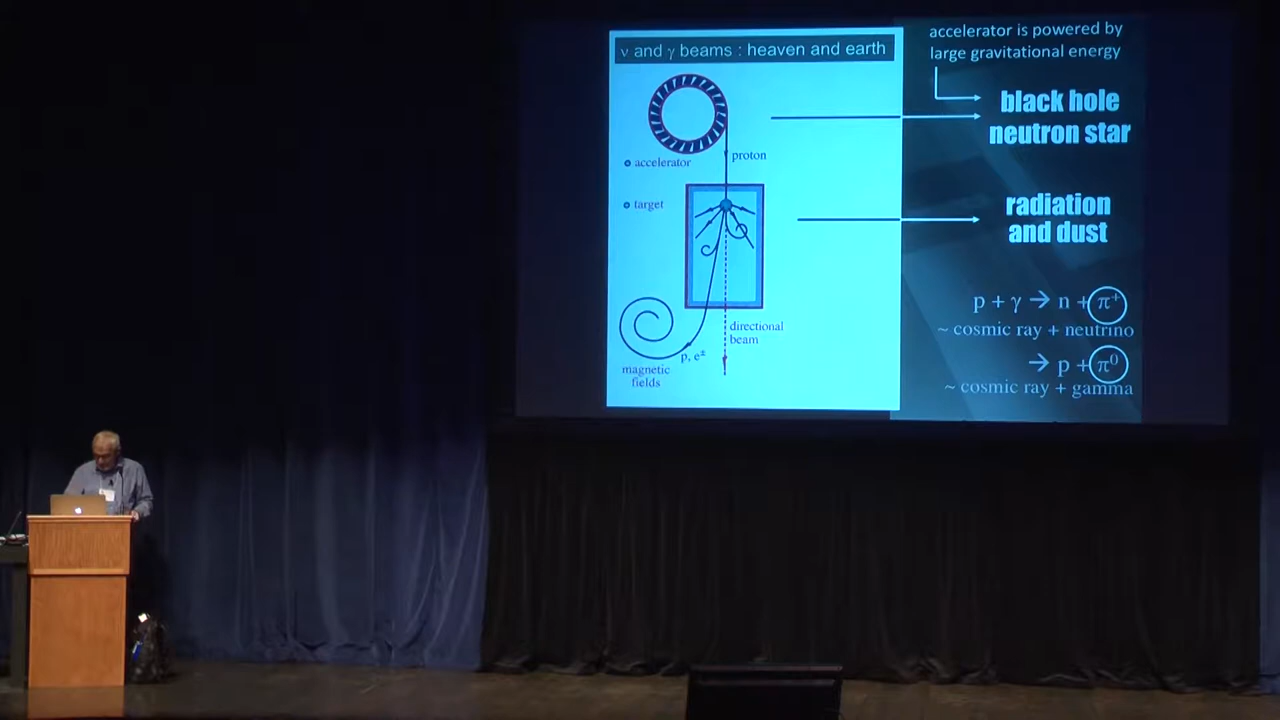 ν and γ beams : heaven and earth
accelerator
proton
target
directional
beam
p, e±
magnetic
fields
accelerator is powered by
large gravitational energy
black hole
neutron star
radiation
and dust
p + γ → n + π⁺
~ cosmic ray + neutrino
→ p + π⁰
~ cosmic ray + gamma